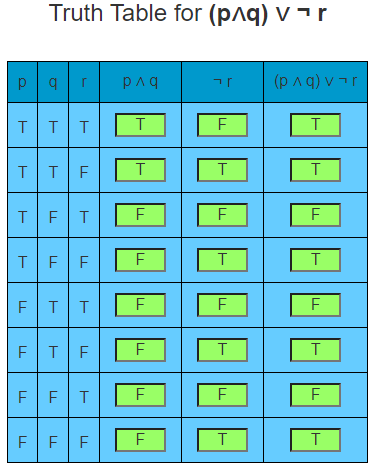 Truth Table for (p∧q) ∨ ¬ r
p q r p ∧ q ¬ r (p ∧ q) ∨ ¬ r
T T T T F T
T T F T T T
T F T F F F
T F F F T T
F T T F F F
F T F F T T
F F T F F F
F F F F T T